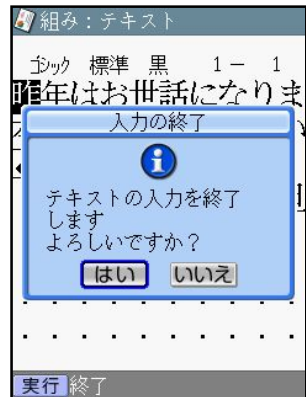 組み：テキスト
ゴシック 標準 黒 1－ 1
昨年はお世話になりま
入力の終了
テキストの入力を終了
します
よろしいですか？
はい いいえ
実行 終了